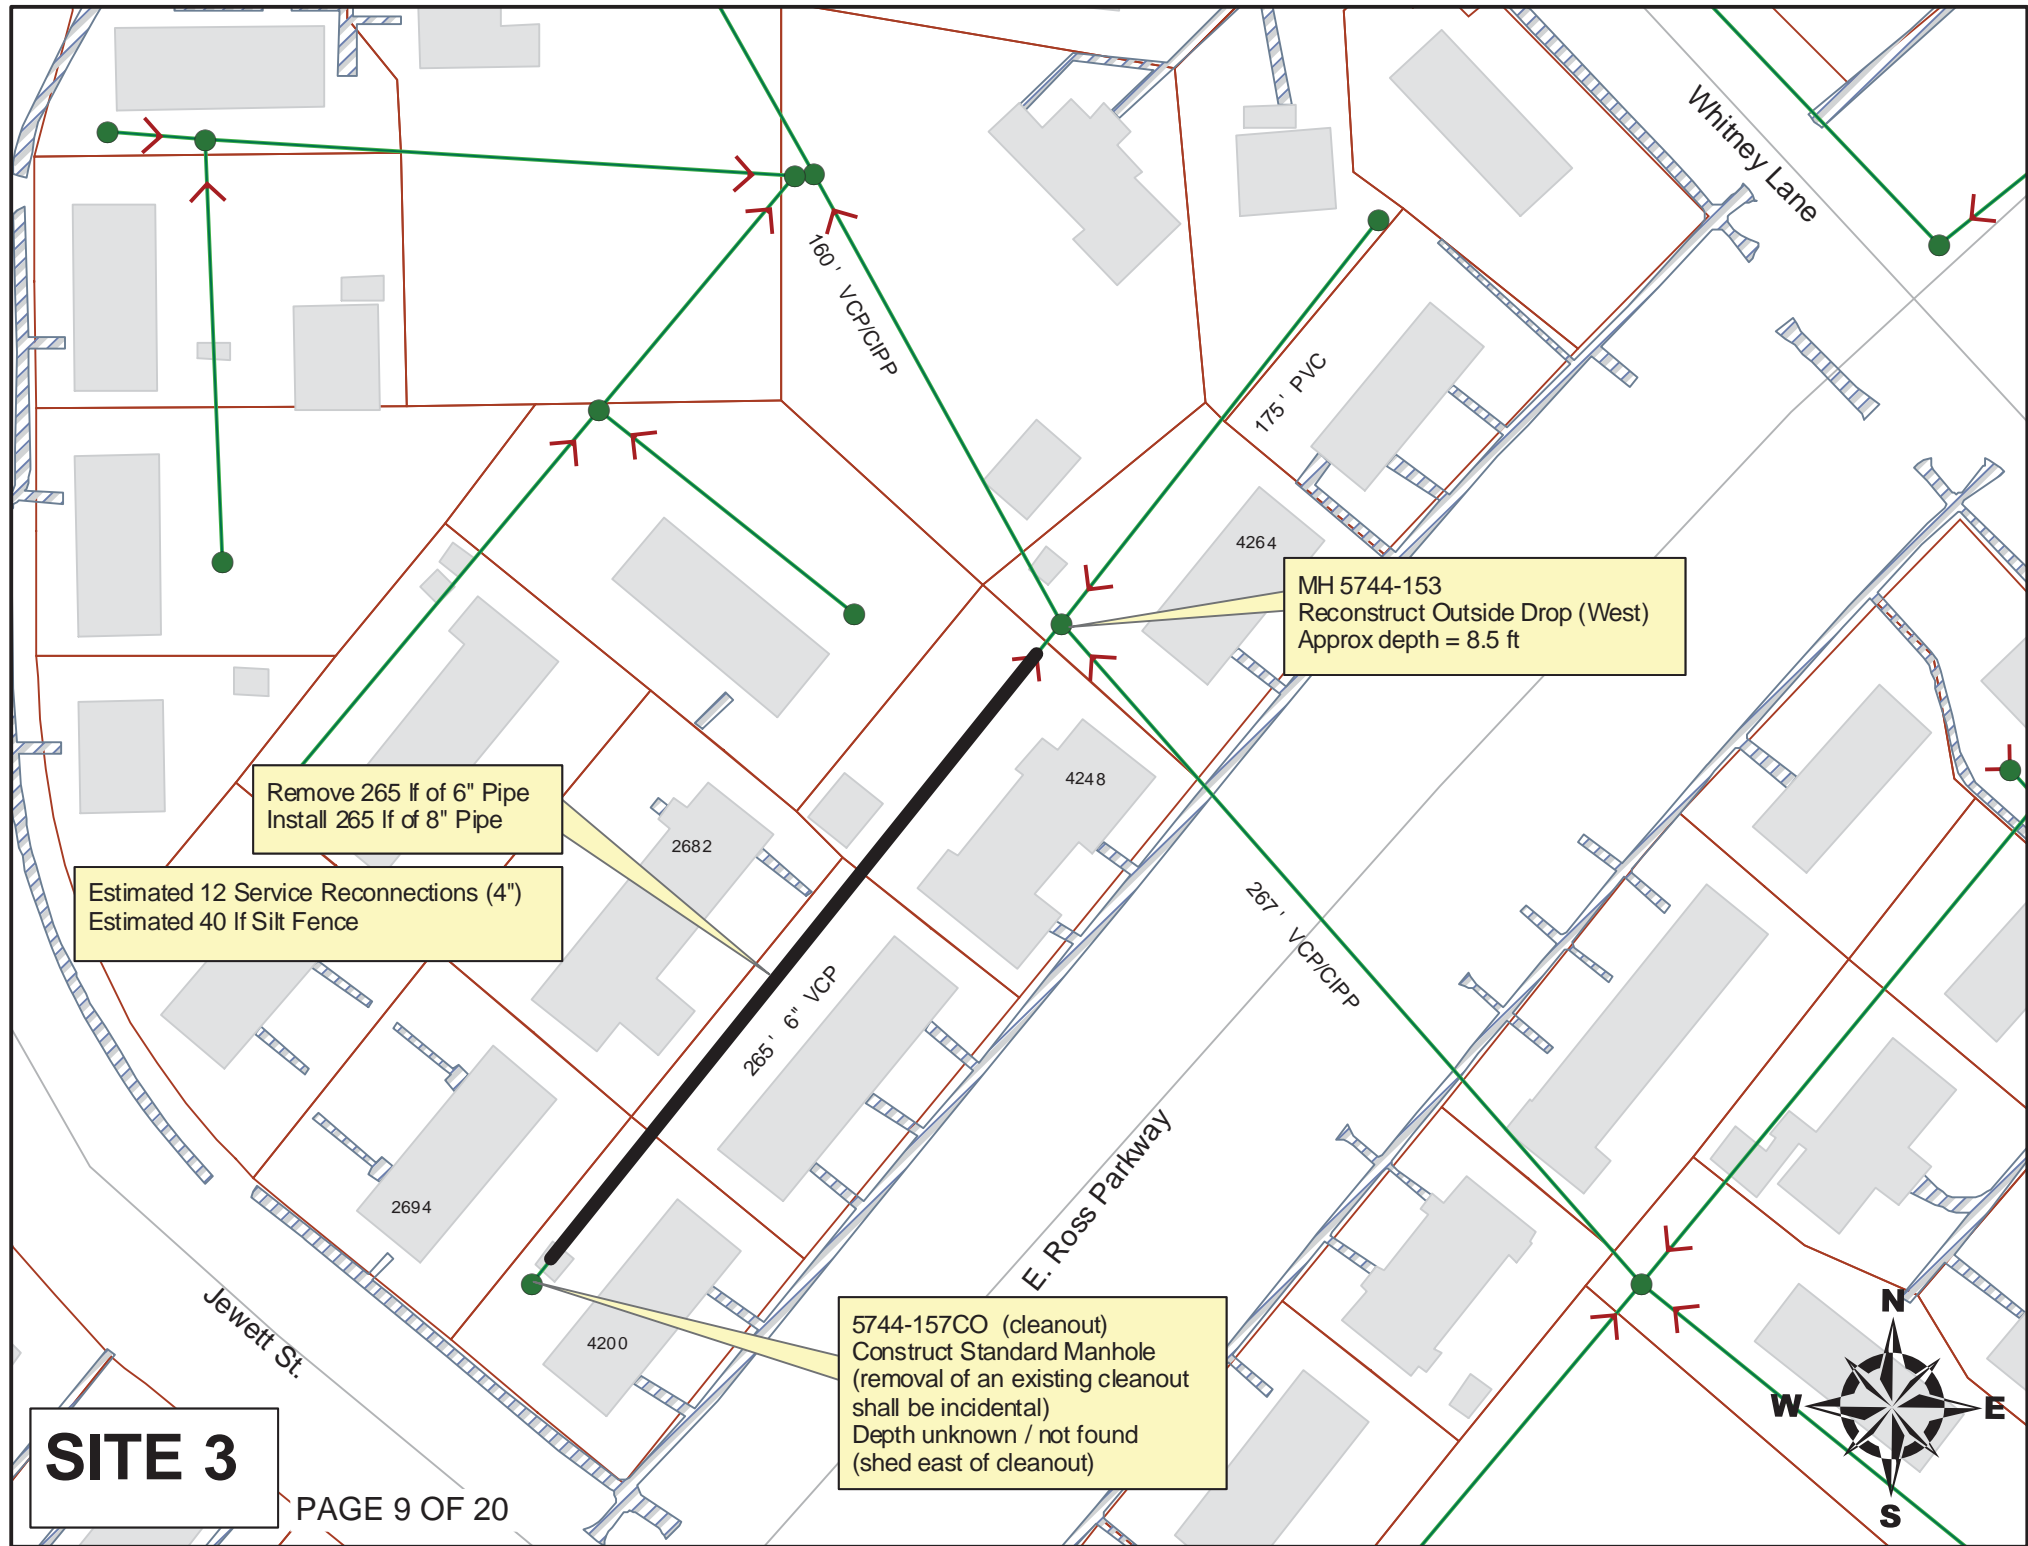 Whitney Lane
160' VCP/CIPP
175' PVC
4264
MH 5744-153
Reconstruct Outside Drop (West)
Approx depth = 8.5 ft
4248
Remove 265 lf of 6" Pipe
Install 265 lf of 8" Pipe
2682
Estimated 12 Service Reconnections (4")
Estimated 40 lf Silt Fence
267' VCP/CIPP
265' 6" VCP
E. Ross Parkway
2694
4200
Jewett St.
5744-157CO (cleanout)
Construct Standard Manhole
(removal of an existing cleanout
shall be incidental)
Depth unknown / not found
(shed east of cleanout)
N
W
E
S
SITE 3
PAGE 9 OF 20